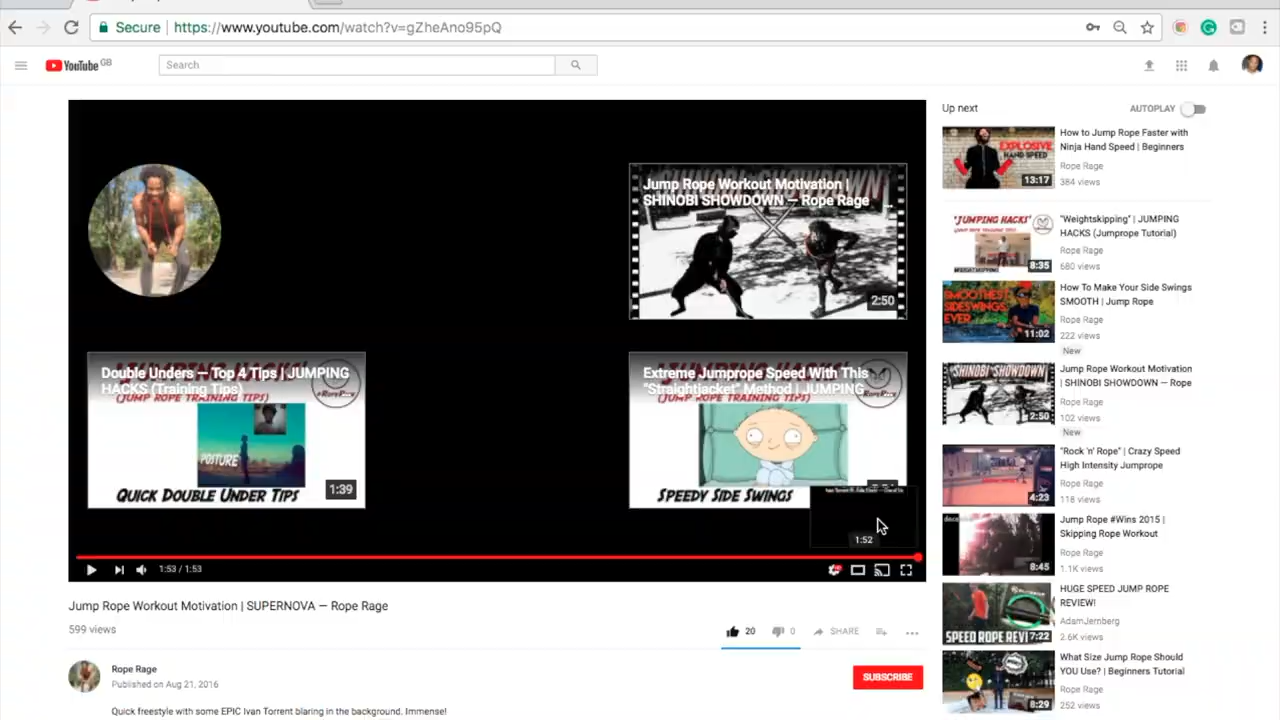 Secure https://www.youtube.com/watch?v=gZheAno95pQ
YouTube GB
Search
Jump Rope Workout Motivation |
SHINOBI SHOWDOWN — Rope Rage ...
2:50
Double Unders — Top 4 Tips | JUMPING
HACKS (Training Tips)
(JUMP ROPE TRAINING TIPS)
POSTURE
QUICK DOUBLE UNDER TIPS
1:39
Extreme Jumprope Speed With This
"Straightjacket" Method | JUMPING
(JUMP ROPE TRAINING TIPS)
SPEEDY SIDE SWINGS
1:52
1:53 / 1:53
Jump Rope Workout Motivation | SUPERNOVA — Rope Rage
599 views
20
0
SHARE
Rope Rage
Published on Aug 21, 2016
SUBSCRIBE
Quick freestyle with some EPIC Ivan Torrent blaring in the background. Immense!
Up next
AUTOPLAY
EXPLOSIVE
HAND SPEED
13:17
How to Jump Rope Faster with
Ninja Hand Speed | Beginners
Rope Rage
384 views
"JUMPING HACKS"
(JUMP ROPE TRAINING TIPS)
WEIGHTSKIPPING
8:35
"Weightskipping" | JUMPING
HACKS (Jumprope Tutorial)
Rope Rage
680 views
SMOOTHEST
SIDESWINGS
EVER
11:02
How To Make Your Side Swings
SMOOTH | Jump Rope
Rope Rage
222 views
New
SHINOBI SHOWDOWN
2:50
Jump Rope Workout Motivation
| SHINOBI SHOWDOWN — Rope
Rope Rage
102 views
New
4:23
"Rock 'n' Rope" | Crazy Speed
High Intensity Jumprope
Rope Rage
118 views
8:45
Jump Rope #Wins 2015 |
Skipping Rope Workout
Rope Rage
1.1K views
SPEED ROPE REVI
7:22
HUGE SPEED JUMP ROPE
REVIEW!
AdamJernberg
2.6K views
8:29
What Size Jump Rope Should
YOU Use? | Beginners Tutorial
Rope Rage
252 views